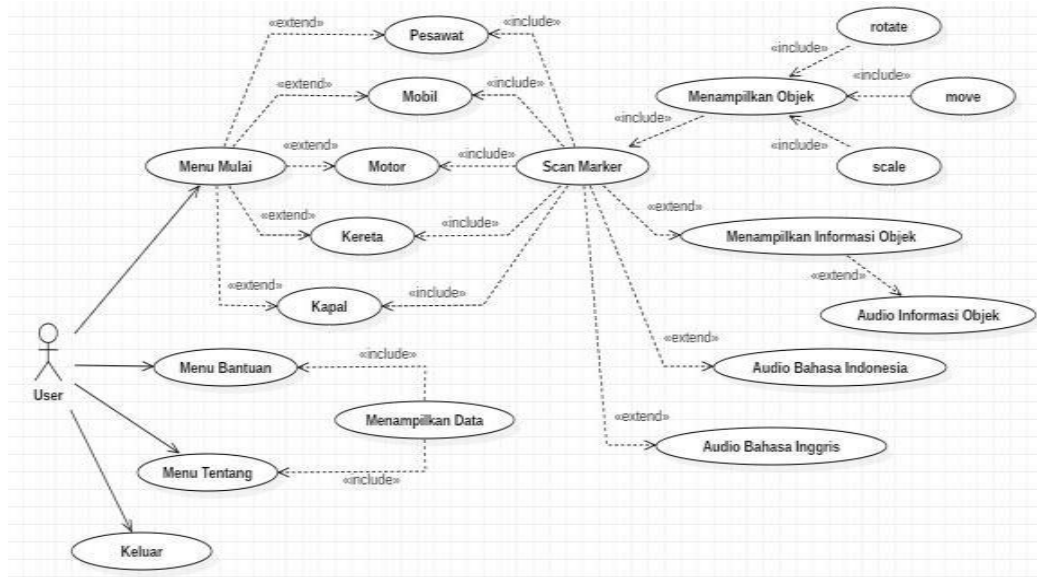 «extend»
Pesawat
«include»
rotate
«include»
«extend»
Mobil
«include»
Menampilkan Objek
«include»
move
«include»
Menu Mulai
«extend»
Motor
«include»
Scan Marker
«include»
scale
«extend»
Kereta
«include»
«extend»
Menampilkan Informasi Objek
«extend»
Kapal
«include»
«extend»
Audio Informasi Objek
User
Menu Bantuan
«include»
«extend»
Audio Bahasa Indonesia
Menampilkan Data
«extend»
Audio Bahasa Inggris
Menu Tentang
«include»
Keluar